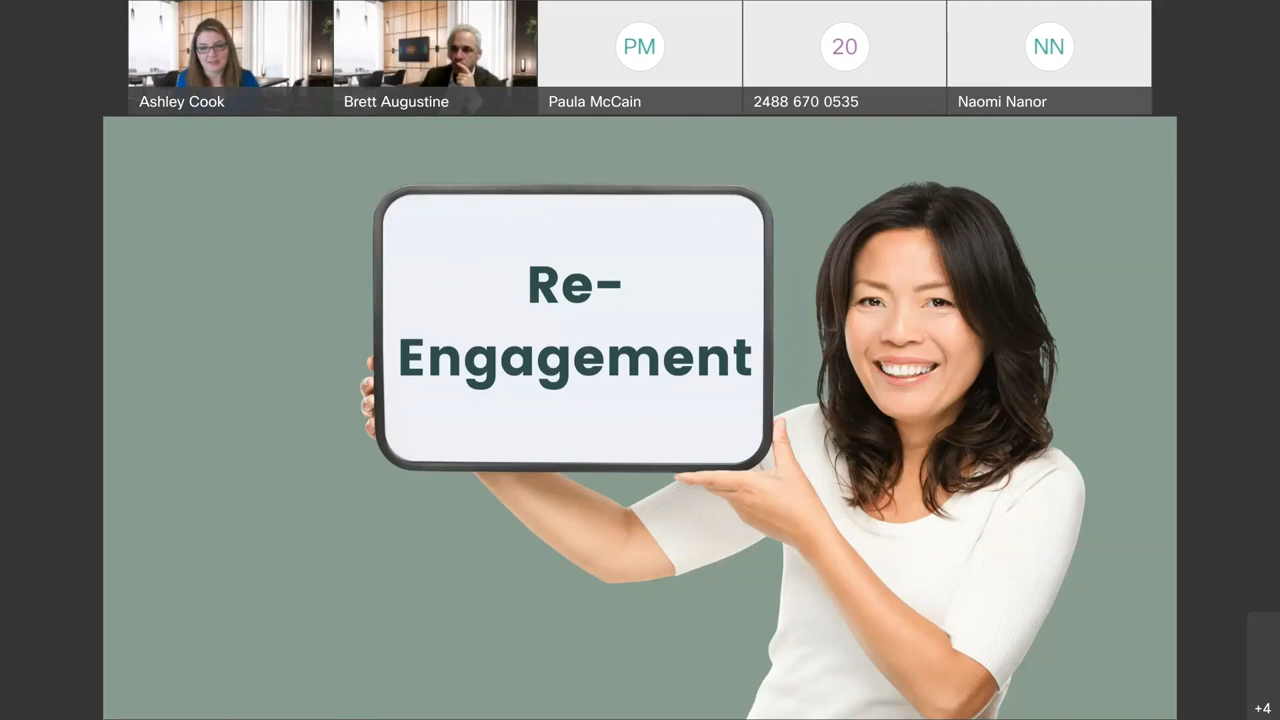 PM
20
NN
Ashley Cook
Brett Augustine
Paula McCain
2488 670 0535
Naomi Nanor
Re-
Engagement
+4